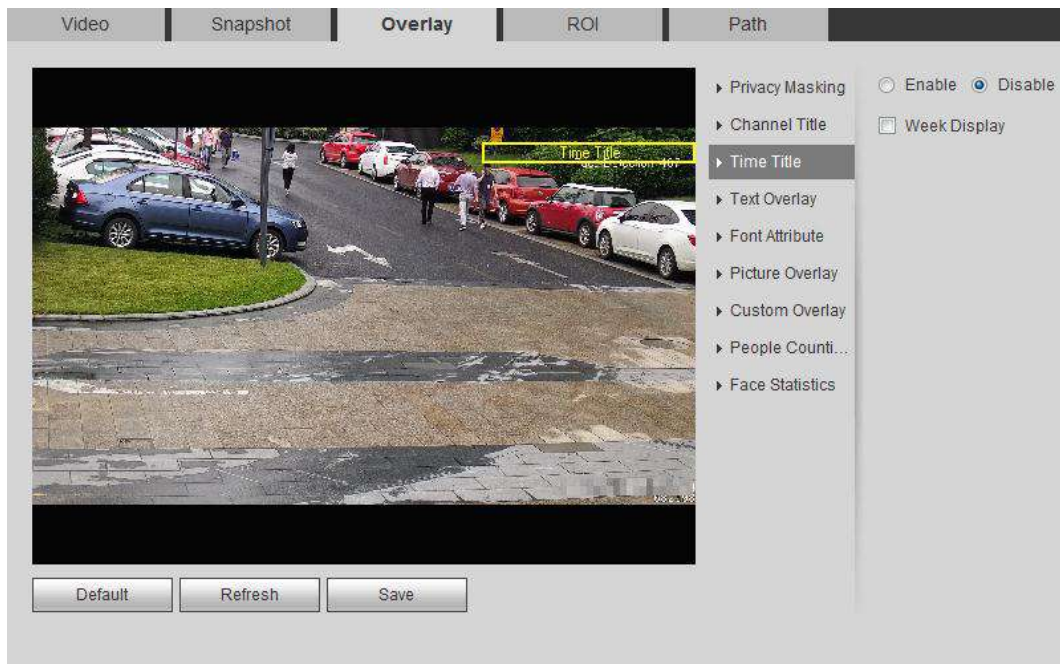 Video Snapshot Overlay ROI Path
Privacy Masking
Channel Title
Time Title
Text Overlay
Font Attribute
Picture Overlay
Custom Overlay
People Counti...
Face Statistics
Enable Disable
Week Display
Time Title
Default Refresh Save